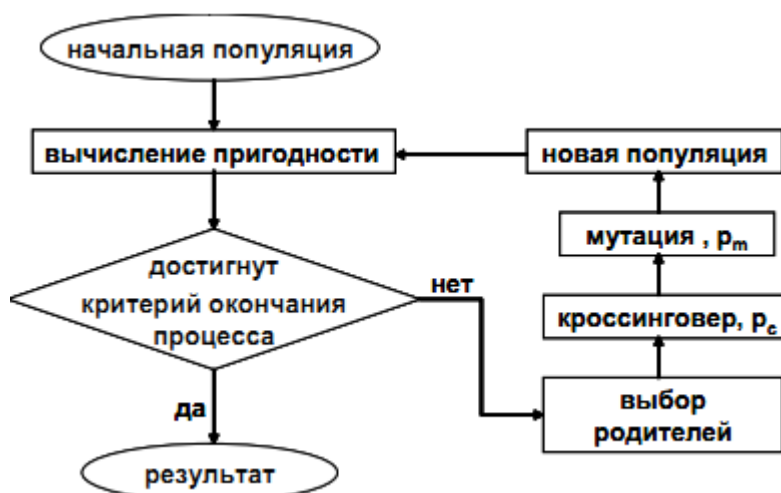 начальная популяция
вычисление пригодности
достигнут
критерий окончания
процесса
да
результат
нет
выбор
родителей
кроссинговер, pc
мутация , pm
новая популяция